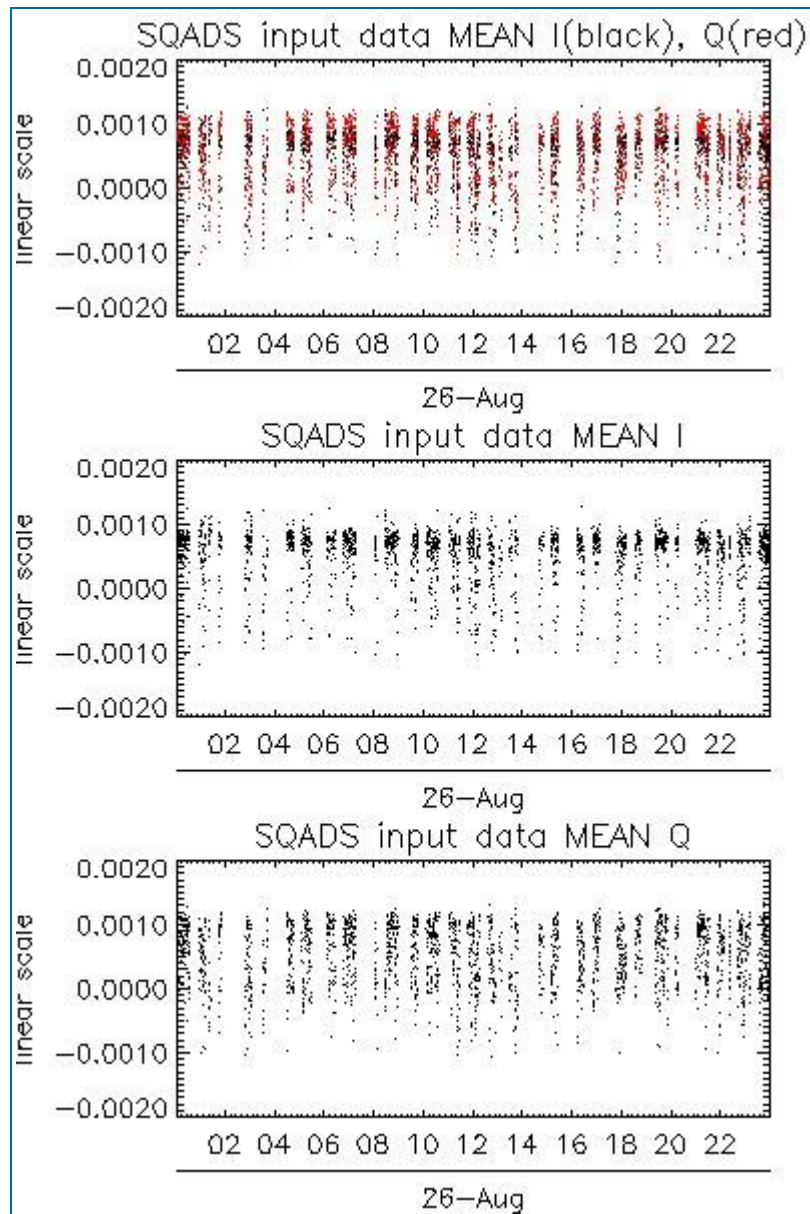 SQADS input data MEAN I(black), Q(red)
0.0020
0.0010
0.0000
−0.0010
−0.0020
linear scale
02 04 06 08 10 12 14 16 18 20 22
26−Aug
SQADS input data MEAN I
0.0020
0.0010
0.0000
−0.0010
−0.0020
linear scale
02 04 06 08 10 12 14 16 18 20 22
26−Aug
SQADS input data MEAN Q
0.0020
0.0010
0.0000
−0.0010
−0.0020
linear scale
02 04 06 08 10 12 14 16 18 20 22
26−Aug